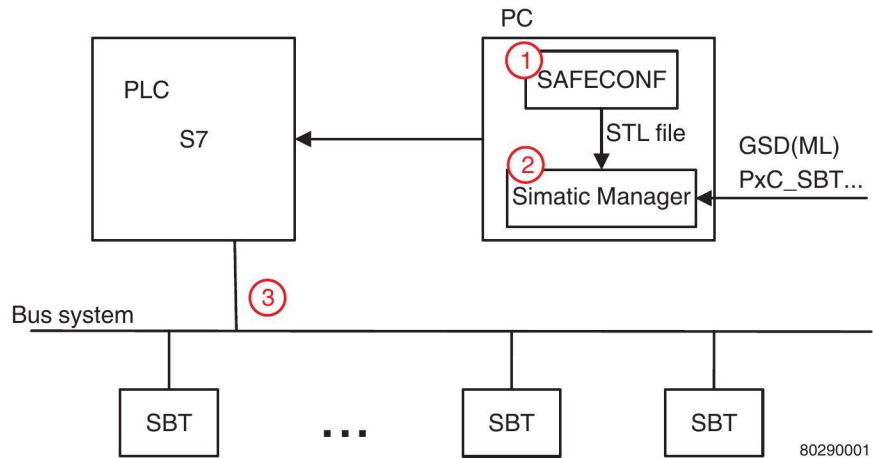 PC
1
SAFECONF
PLC
S7
STL file
GSD(ML)
PxC_SBT...
2
Simatic Manager
3
Bus system
SBT
...
SBT
SBT
80290001